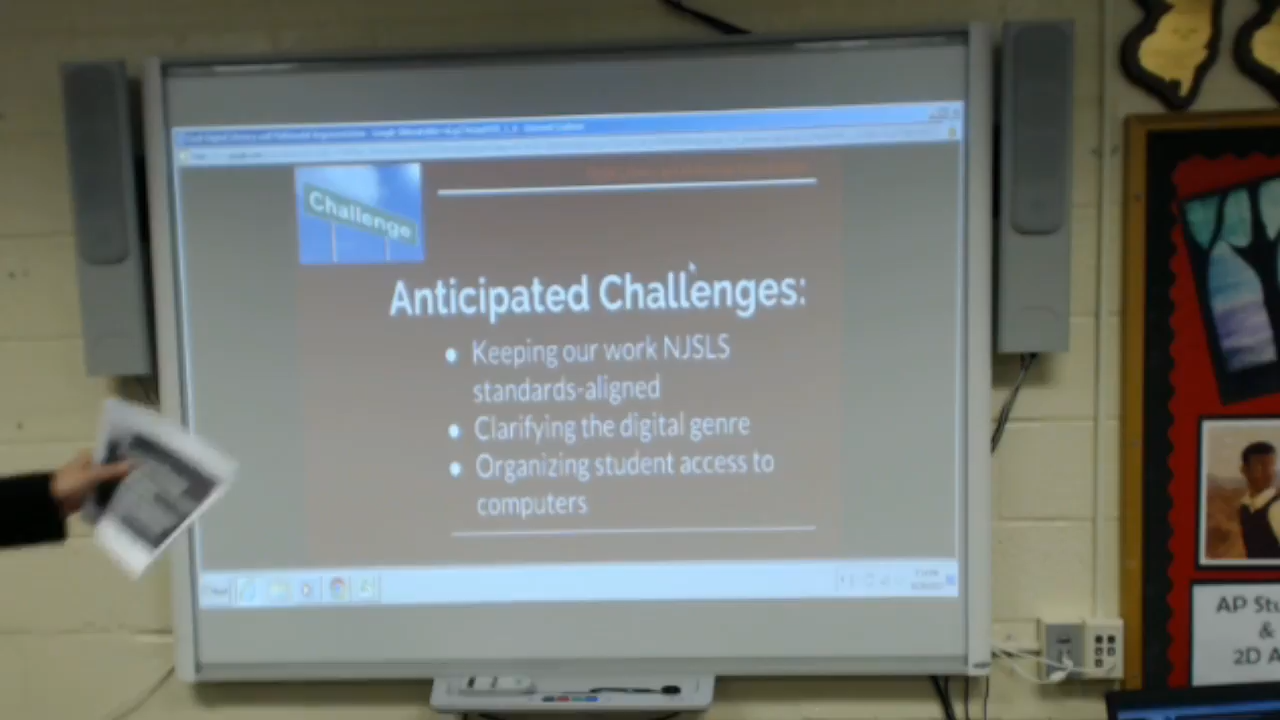 Challenge
Anticipated Challenges:
Keeping our work NJSLS
standards-aligned
Clarifying the digital genre
Organizing student access to
computers
AP Stu
&
2D A